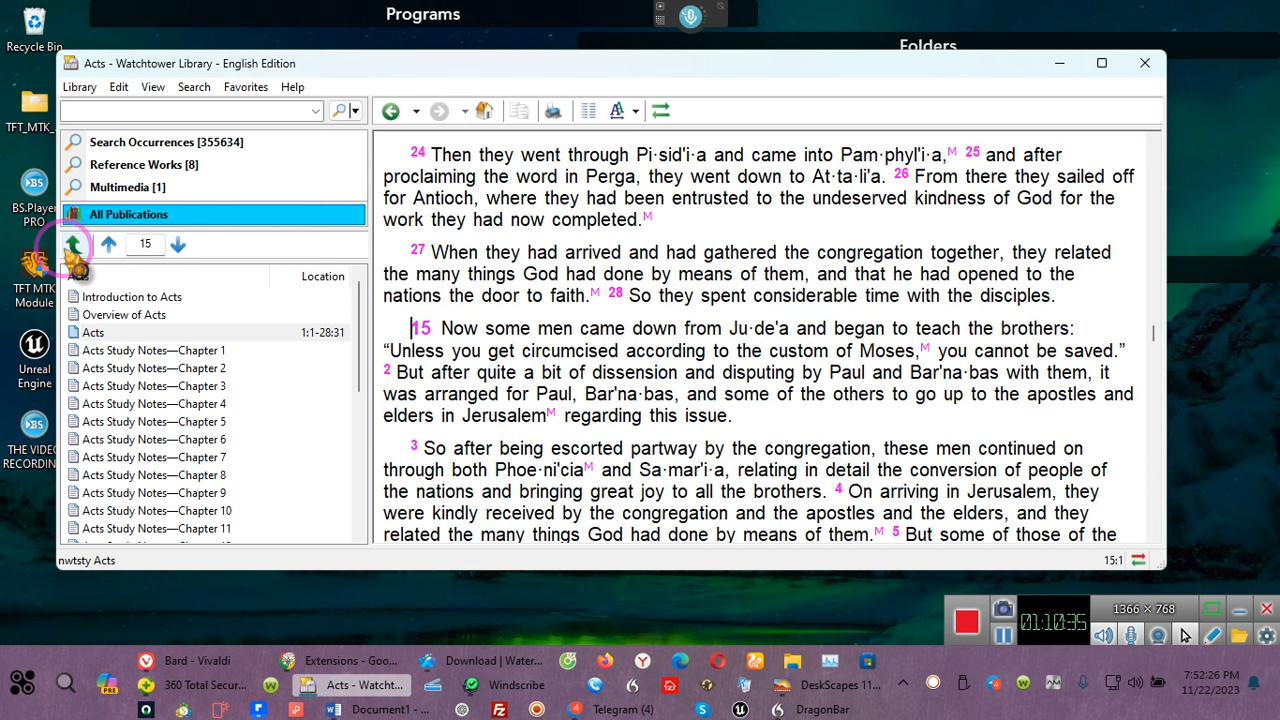 Programs
Recycle Bin
Folders
Acts - Watchtower Library - English Edition
Library Edit View Search Favorites Help
Search Occurrences [355634]
Reference Works [8]
Multimedia [1]
All Publications
15
Location
Introduction to Acts
Overview of Acts
Acts 1:1-28:31
Acts Study Notes—Chapter 1
Acts Study Notes—Chapter 2
Acts Study Notes—Chapter 3
Acts Study Notes—Chapter 4
Acts Study Notes—Chapter 5
Acts Study Notes—Chapter 6
Acts Study Notes—Chapter 7
Acts Study Notes—Chapter 8
Acts Study Notes—Chapter 9
Acts Study Notes—Chapter 10
Acts Study Notes—Chapter 11
24 Then they went through Pi·sid'i·a and came into Pam·phyl'i·a,M 25 and after
proclaiming the word in Perga, they went down to At·ta·li'a. 26 From there they sailed off
for Antioch, where they had been entrusted to the undeserved kindness of God for the
work they had now completed.M
27 When they had arrived and had gathered the congregation together, they related
the many things God had done by means of them, and that he had opened to the
nations the door to faith.M 28 So they spent considerable time with the disciples.
15 Now some men came down from Ju·de'a and began to teach the brothers:
“Unless you get circumcised according to the custom of Moses,M you cannot be saved.”
2 But after quite a bit of dissension and disputing by Paul and Bar'na·bas with them, it
was arranged for Paul, Bar'na·bas, and some of the others to go up to the apostles and
elders in JerusalemM regarding this issue.
3 So after being escorted partway by the congregation, these men continued on
through both Phoe·ni'ciaM and Sa·mar'i·a, relating in detail the conversion of people of
the nations and bringing great joy to all the brothers. 4 On arriving in Jerusalem, they
were kindly received by the congregation and the apostles and the elders, and they
related the many things God had done by means of them.M 5 But some of those of the
nwtsty Acts
15:1
TFT_MTK_
BS.Player
PRO
TFT MTK
Module
Unreal
Engine
THE VIDEO
RECORDING
01:10:35
1366 × 768
Bard - Vivaldi
Extensions - Goo...
Download | Water...
360 Total Secur...
Acts - Watcht...
Windscribe
DeskScapes 11...
Document1 - ...
Telegram (4)
DragonBar
PRE
7:52:26 PM
11/22/2023